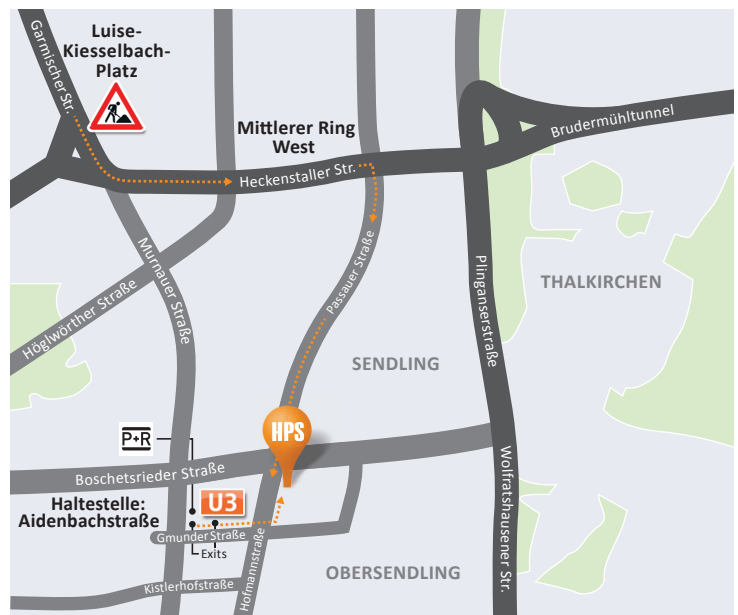 Garmischer Str.
Luise-
Kiesselbach-
Platz
Mittlerer Ring
West
Brudermühltunnel
Heckenstaller Str.
Murnauer Straße
Passauer Straße
Plinganserstraße
THALKIRCHEN
Höglwörther Straße
SENDLING
HPS
P+R
Boschetsrieder Straße
Wolfratshausener Str.
Haltestelle:
Aidenbachstraße
U3
Gmunder Straße
Exits
Hofmannstraße
Kistlerhofstraße
OBERSENDLING